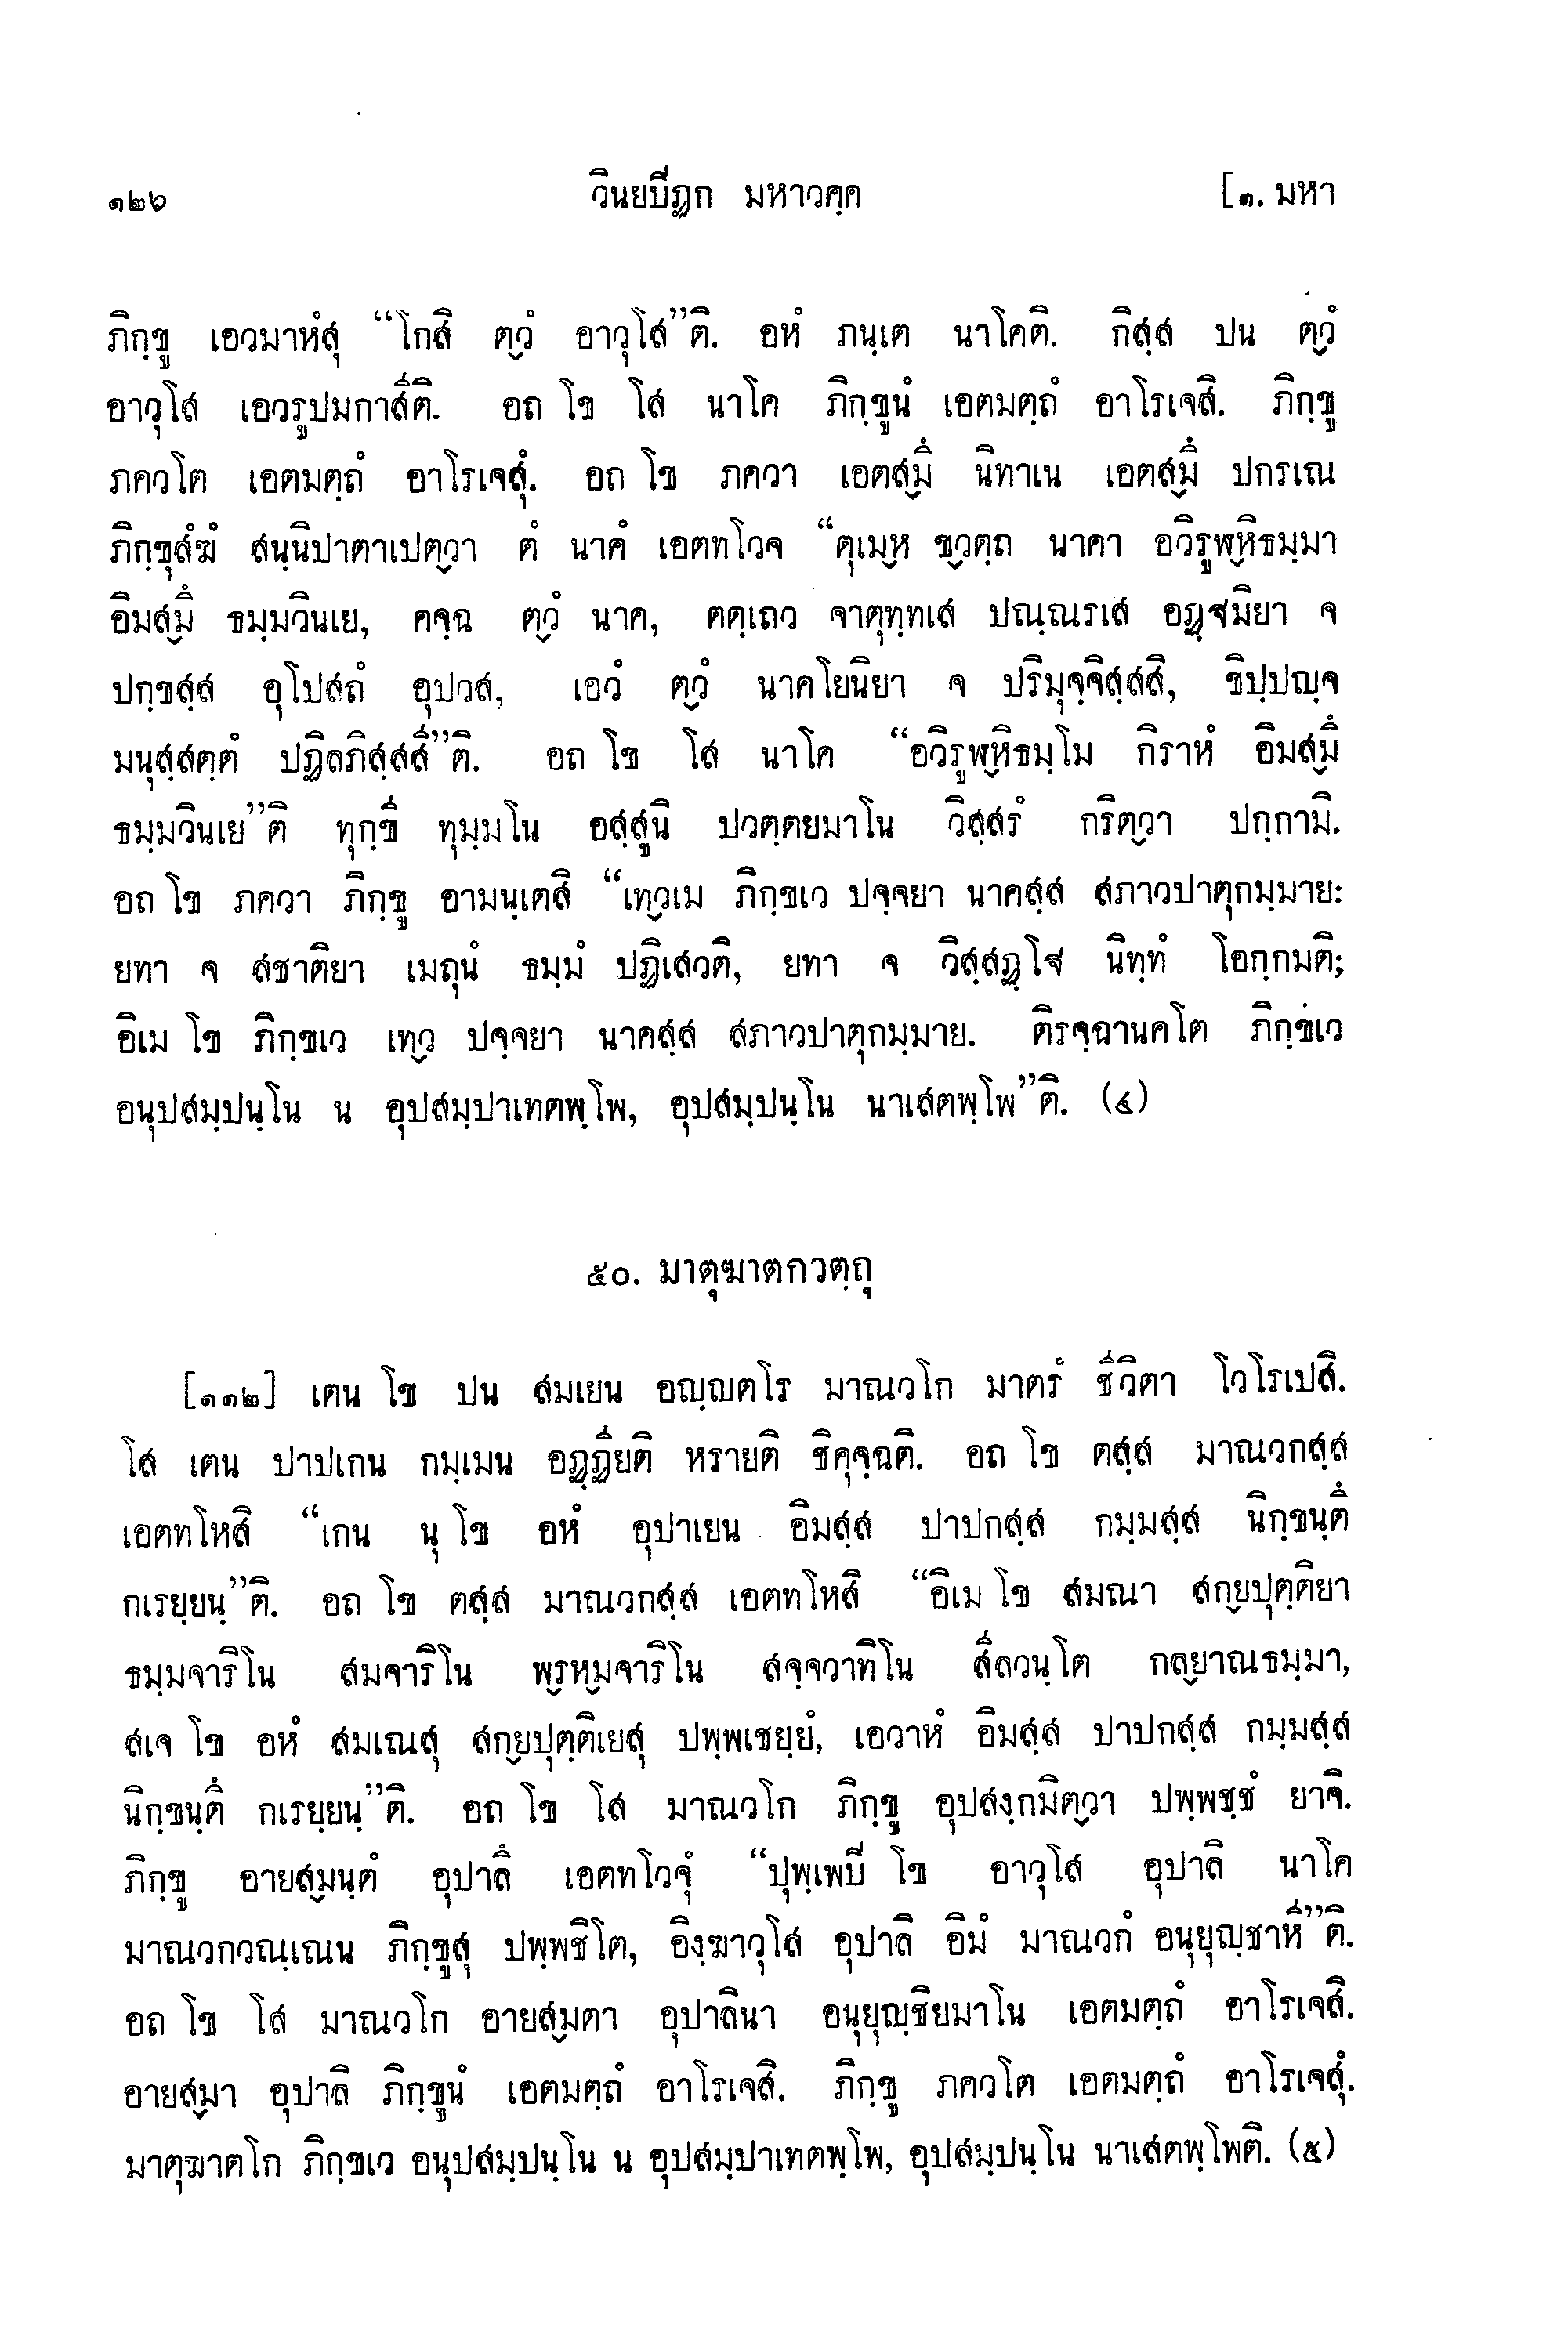 ๑๒๖ วินยปีฏก มหาวคฺค [๑. มหา
ภิกฺขู เอวมาหํสุ “โกสิ ตฺวํ อาวุโส”ติ. อหํ ภนฺเต นาโคติ. กิสฺส ปน ตฺวํ
อาวุโส เอวรูปมกาสีติ. อถ โข โส นาโค ภิกฺขูนํ เอตมตฺถํ อาโรเจสิ. ภิกฺขู
ภควโต เอตมตฺถํ อาโรเจสุํ. อถ โข ภควา เอตสฺมึ นิทาเน เอตสฺมึ ปกรเณ
ภิกฺขุสํฆํ สนฺนิปาตาเปตฺวา ตํ นาคํ เอตทโวจ “ตุเมฺห ขฺวตฺถ นาคา อวิรูฬฺหิธมฺมา
อิมสฺมึ ธมฺมวินเย, คจฺฉ ตฺวํ นาค, ตตฺเถว จาตุทฺทเส ปณฺณรเส อฏฺฐมิยา จ
ปกฺขสฺส อุโปสถํ อุปวส, เอวํ ตฺวํ นาคโยนิยา จ ปริมุจฺจิสฺสสิ, ขิปฺปญฺจ
มนุสฺสตฺตํ ปฏิลภิสฺสสี”ติ. อถ โข โส นาโค “อวิรูฬฺหิธมฺโม กิราหํ อิมสฺมึ
ธมฺมวินเย”ติ ทุกฺขี ทุมฺมโน อสฺสูนิ ปวตฺตยมาโน วิสฺสรํ กริตฺวา ปกฺกามิ.
อถ โข ภควา ภิกฺขู อามนฺเตสิ “เทฺวเม ภิกฺขเว ปจฺจยา นาคสฺส สภาวปาตุกมฺมาย:
ยทา จ สชาติยา เมถุนํ ธมฺมํ ปฏิเสวติ, ยทา จ วิสฺสฏฺโฐ นิทฺทํ โอกฺกมติ;
อิเม โข ภิกฺขเว เทฺว ปจฺจยา นาคสฺส สภาวปาตุกมฺมาย. ติรจฺฉานคโต ภิกฺขเว
อนุปสมฺปนฺโน น อุปสมฺปาเทตพฺโพ, อุปสมฺปนฺโน นาเสตพฺโพ”ติ. (๔)
๕๐. มาตุฆาตกวตฺถุ
[๑๑๒] เตน โข ปน สมเยน อญฺญตโร มาณวโก มาตรํ ชีวิตา โวโรเปสิ.
โส เตน ปาปเกน กมฺเมน อฏฺฏียติ หรายติ ชิคุจฺฉติ. อถ โข ตสฺส มาณวกสฺส
เอตทโหสิ “เกน นุ โข อหํ อุปาเยน อิมสฺส ปาปกสฺส กมฺมสฺส นิกฺขนฺตึ
กเรยฺยนฺ”ติ. อถ โข ตสฺส มาณวกสฺส เอตทโหสิ “อิเม โข สมณา สกฺยปุตฺติยา
ธมฺมจาริโน สมจาริโน พฺรหฺมจาริโน สจฺจวาทิโน สีลวนฺโต กลฺยาณธมฺมา,
สเจ โข อหํ สมเณสุ สกฺยปุตฺติเยสุ ปพฺพเชยฺยํ, เอวาหํ อิมสฺส ปาปกสฺส กมฺมสฺส
นิกฺขนฺตึ กเรยฺยนฺ”ติ. อถ โข โส มาณวโก ภิกฺขู อุปสงฺกมิตฺวา ปพฺพชฺชํ ยาจิ.
ภิกฺขู อายสฺมนฺตํ อุปาลึ เอตทโวจุํ “ปุพฺเพปี โข อาวุโส อุปาลิ นาโค
มาณวกวณฺเณน ภิกฺขูสุ ปพฺพชิโต, อิงฺฆาวุโส อุปาลิ อิมํ มาณวกํ อนุยุญฺชาหี”ติ.
อถ โข โส มาณวโก อายสฺมตา อุปาลินา อนุยุญฺชิยมาโน เอตมตฺถํ อาโรเจสิ.
อายสฺมา อุปาลิ ภิกฺขูนํ เอตมตฺถํ อาโรเจสิ. ภิกฺขู ภควโต เอตมตฺถํ อาโรเจสุํ.
มาตุฆาตโก ภิกฺขเว อนุปสมฺปนฺโน น อุปสมฺปาเทตพฺโพ, อุปสมฺปนฺโน นาเสตพฺโพติ. (๕)